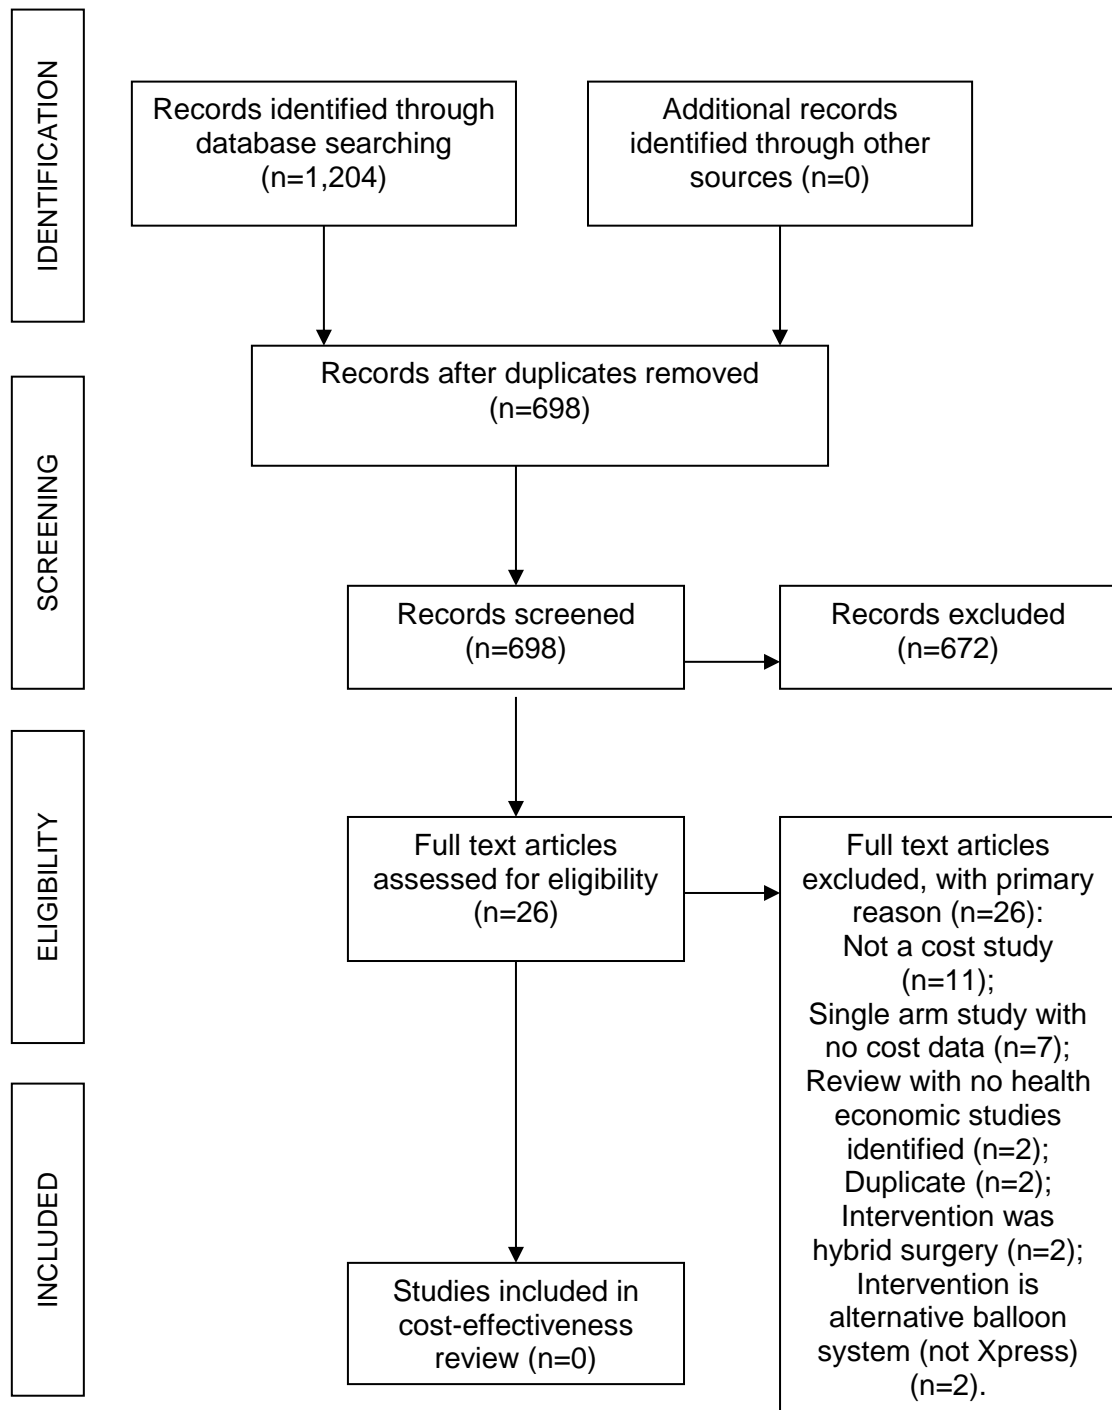 IDENTIFICATION
Records identified through
database searching
(n=1,204)
Additional records
identified through other
sources (n=0)
Records after duplicates removed
(n=698)
SCREENING
Records screened
(n=698)
Records excluded
(n=672)
ELIGIBILITY
Full text articles
assessed for eligibility
(n=26)
Full text articles
excluded, with primary
reason (n=26):
Not a cost study
(n=11);
Single arm study with
no cost data (n=7);
Review with no health
economic studies
identified (n=2);
Duplicate (n=2);
Intervention was
hybrid surgery (n=2);
Intervention is
alternative balloon
system (not Xpress)
(n=2).
INCLUDED
Studies included in
cost-effectiveness
review (n=0)